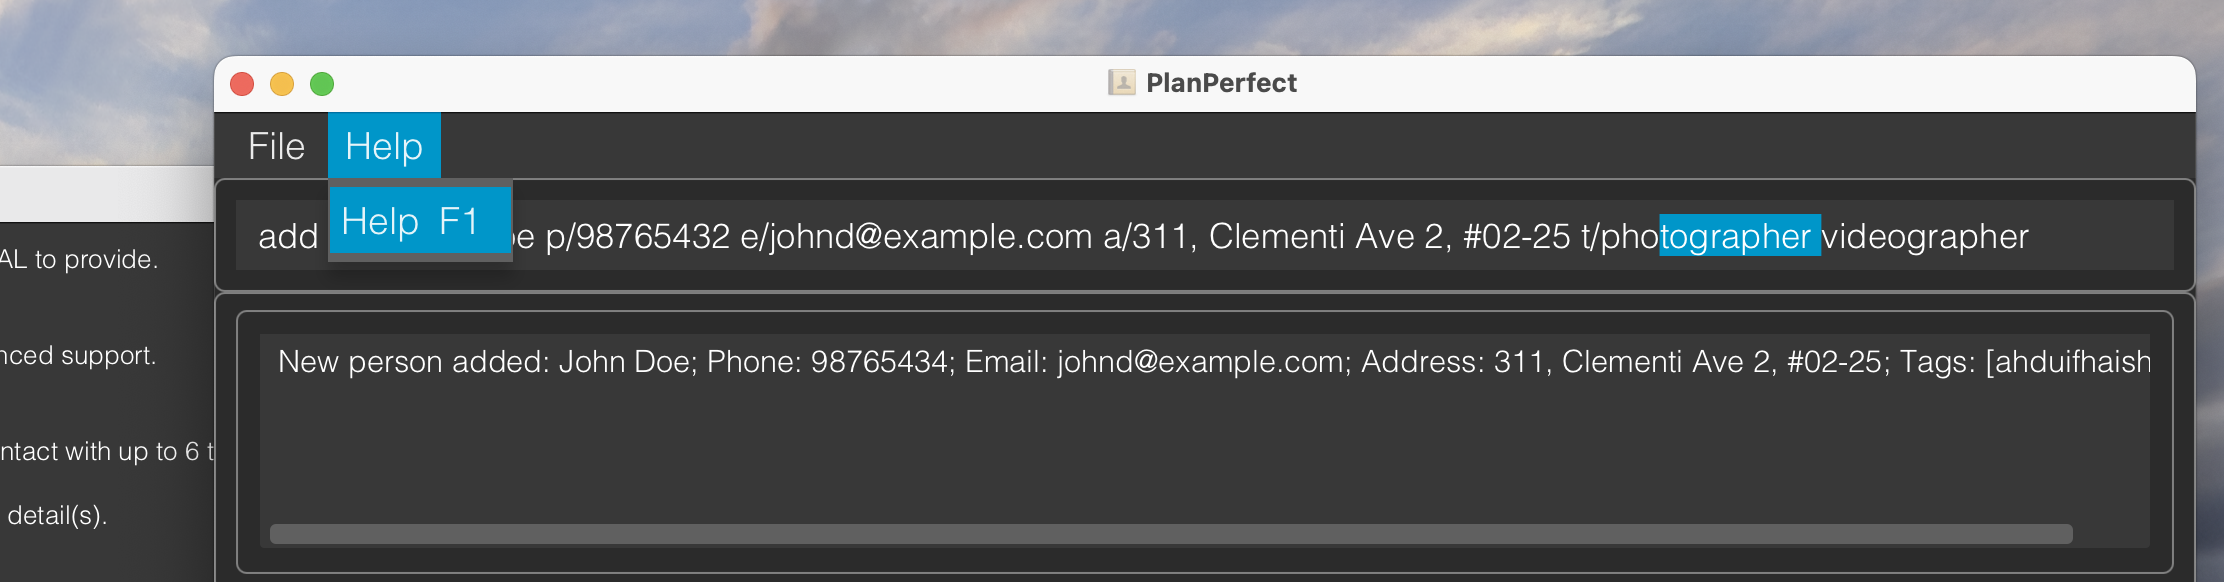 PlanPerfect
File Help
Help F1
add p/98765432 e/johnd@example.com a/311, Clementi Ave 2, #02-25 t/photographer videographer
New person added: John Doe; Phone: 98765434; Email: johnd@example.com; Address: 311, Clementi Ave 2, #02-25; Tags: [ahduifhaish
AL to provide.
nced support.
ntact with up to 6 t
detail(s).